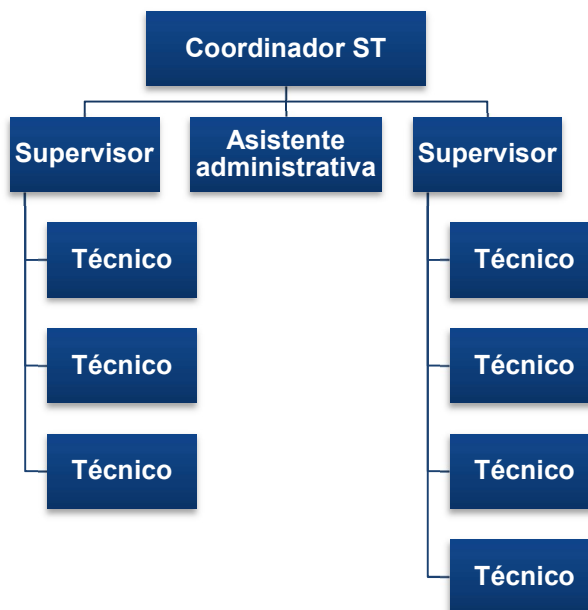 Coordinador ST
Supervisor
Asistente
administrativa
Supervisor
Técnico
Técnico
Técnico
Técnico
Técnico
Técnico
Técnico